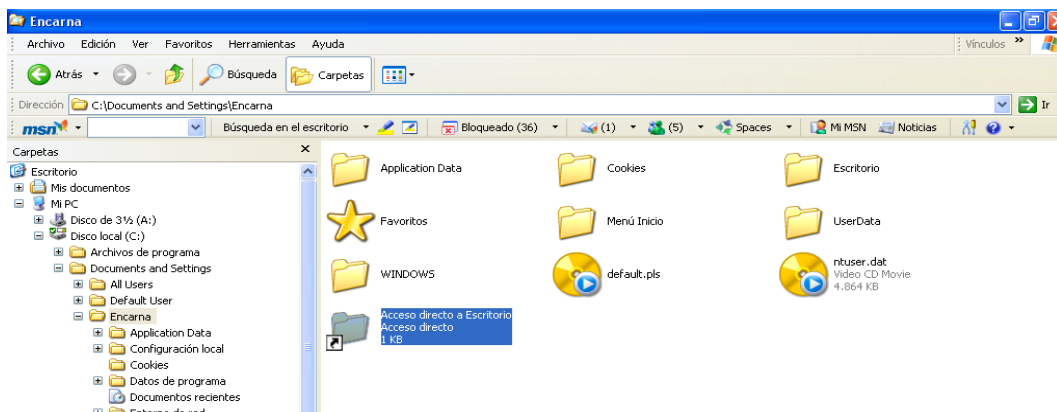 Encarna
Archivo Edición Ver Favoritos Herramientas Ayuda Vínculos »
Atrás Búsqueda Carpetas
Dirección C:\Documents and Settings\Encarna Ir
msn Búsqueda en el escritorio Bloqueado (36) (1) (5) Spaces Mi MSN Noticias
Carpetas
Escritorio
Mis documentos
Mi PC
Disco de 3½ (A:)
Disco local (C:)
Archivos de programa
Documents and Settings
All Users
Default User
Encarna
Application Data
Configuración local
Cookies
Datos de programa
Documentos recientes
Entorno de red
Application Data
Cookies
Escritorio
Favoritos
Menú Inicio
UserData
WINDOWS
default.pls
ntuser.dat
Video CD Movie
4.864 KB
Acceso directo a Escritorio
Acceso directo
1 KB